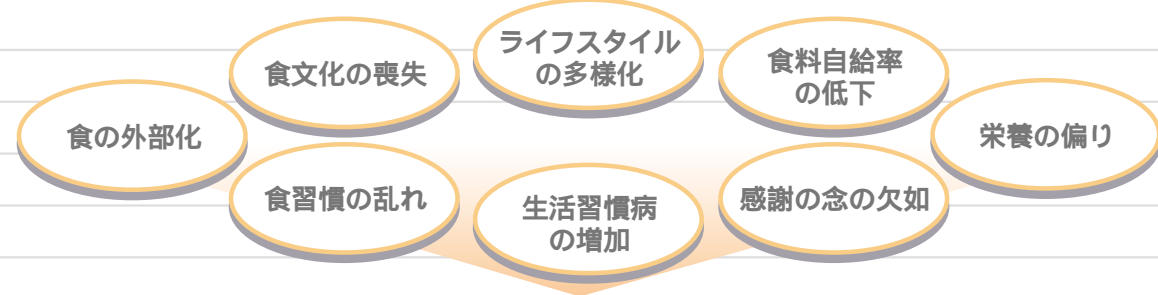 ライフスタイル
の多様化
食文化の喪失
食料自給率
の低下
食の外部化
栄養の偏り
食習慣の乱れ
生活習慣病
の増加
感謝の念の欠如